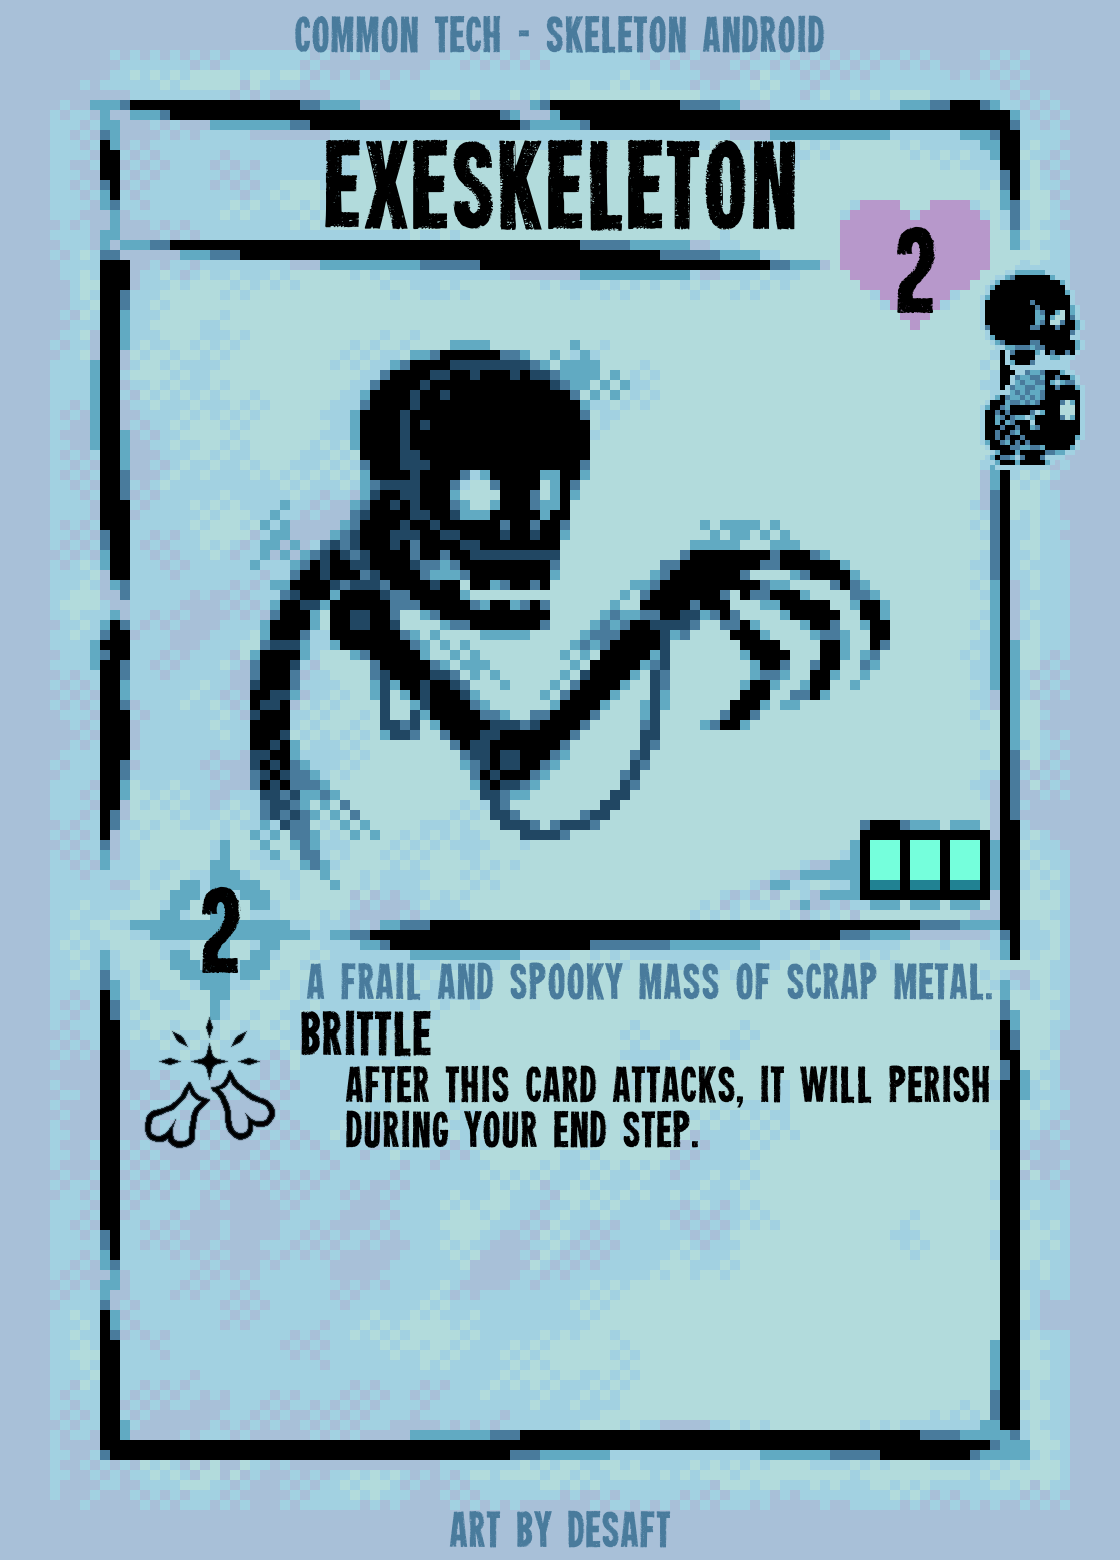 COMMON TECH - SKELETON ANDROID
EXESKELETON
2
2
A FRAIL AND SPOOKY MASS OF SCRAP METAL.
BRITTLE
AFTER THIS CARD ATTACKS, IT WILL PERISH
DURING YOUR END STEP.
ART BY DESAFT